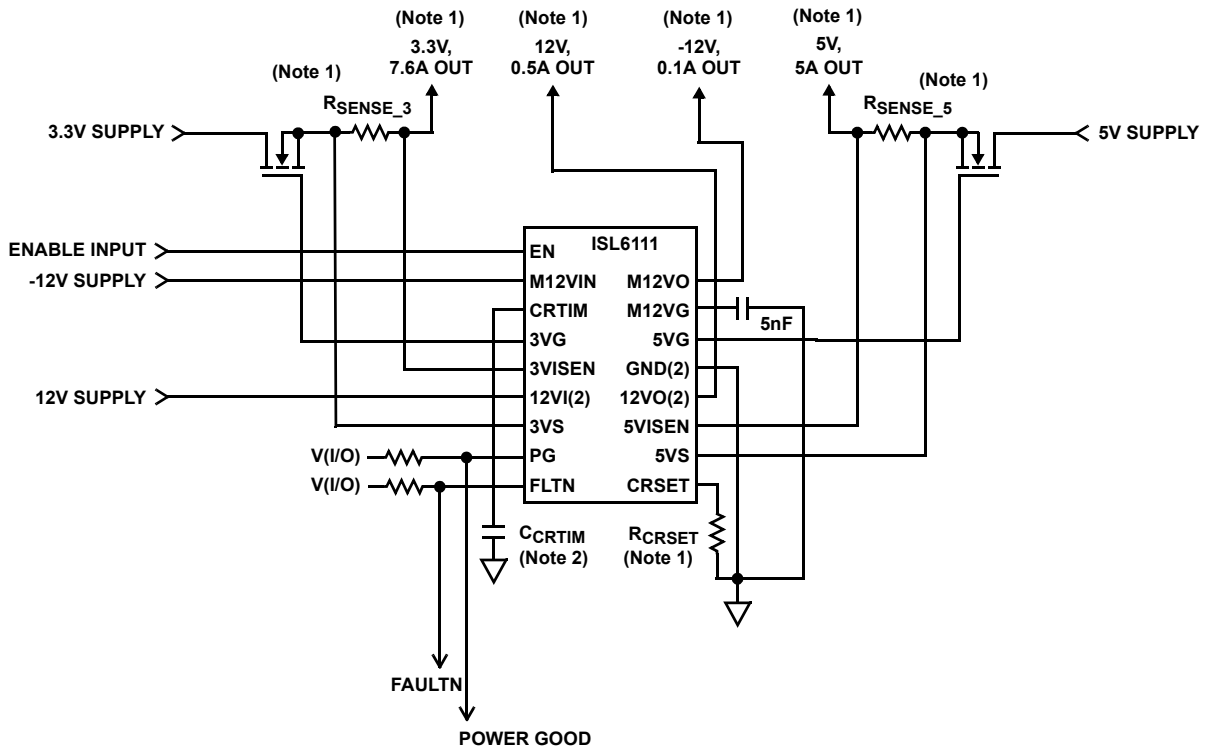 (Note 1) (Note 1) (Note 1) (Note 1)
3.3V, 12V, -12V, 5V,
7.6A OUT 0.5A OUT 0.1A OUT 5A OUT
(Note 1) (Note 1)
RSENSE_3 RSENSE_5
3.3V SUPPLY 5V SUPPLY
ISL6111
ENABLE INPUT EN
-12V SUPPLY M12VIN M12VO
CRTIM M12VG
5nF
3VG 5VG
3VISEN GND(2)
12V SUPPLY 12VI(2) 12VO(2)
3VS 5VISEN
V(I/O) PG 5VS
V(I/O) FLTN CRSET
CCRTIM RCRSET
(Note 2) (Note 1)
FAULTN
POWER GOOD